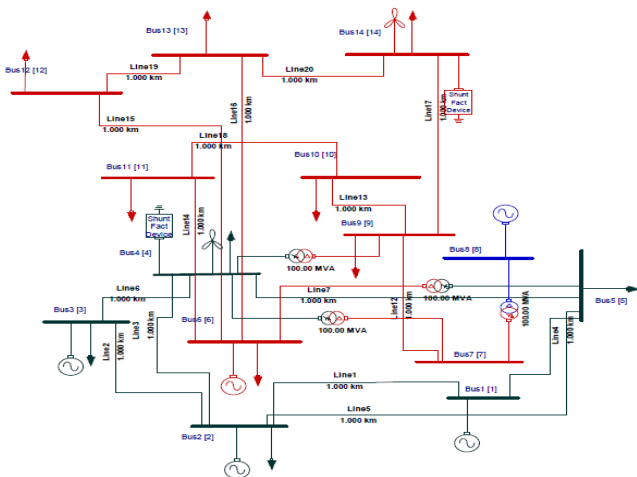 Bus13 [13]
Bus14 [14]
Bus12 [12]
Line19
1.000 km
Line20
1.000 km
Shunt
Fact
Device
Line17
1.000 km
Line16
1.000 km
Line15
1.000 km
Line18
1.000 km
Bus11 [11]
Bus10 [10]
Line13
1.000 km
Line14
1.000 km
Shunt
Fact
Device
Bus9 [9]
Bus4 [4]
Bus8 [8]
100.00 MVA
Line6
1.000 km
Line7
1.000 km
100.00 MVA
Bus5 [5]
Bus3 [3]
Line3
1.000 km
Bus6 [6]
100.00 MVA
Line12
1.000 km
100.00 MVA
Line4
1.000 km
Line2
1.000 km
Bus7 [7]
Line1
1.000 km
Bus1 [1]
Line5
1.000 km
Bus2 [2]